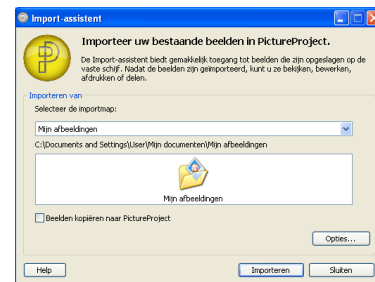 Import-assistent
Importeer uw bestaande beelden in PictureProject.
De Import-assistent biedt gemakkelijk toegang tot beelden die zijn opgeslagen op de
vaste schijf. Nadat de beelden zijn geïmporteerd, kunt u ze bekijken, bewerken,
afdrukken of delen.
Importeren van
Selecteer de importmap:
Mijn afbeeldingen
C:\Documents and Settings\User\Mijn documenten\Mijn afbeeldingen
Mijn afbeeldingen
Beelden kopiëren naar PictureProject
Opties...
Help
Importeren
Sluiten